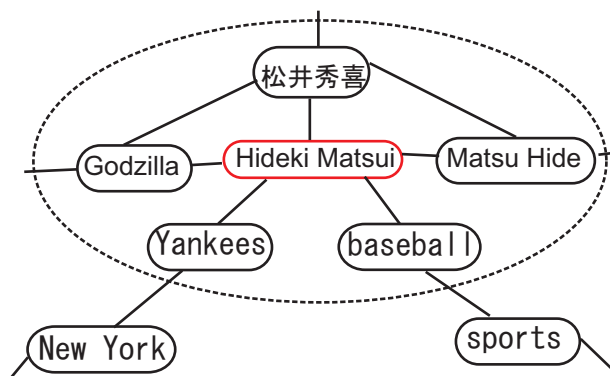 松井秀喜
Godzilla
Hideki Matsui
Matsu Hide
Yankees
baseball
New York
sports